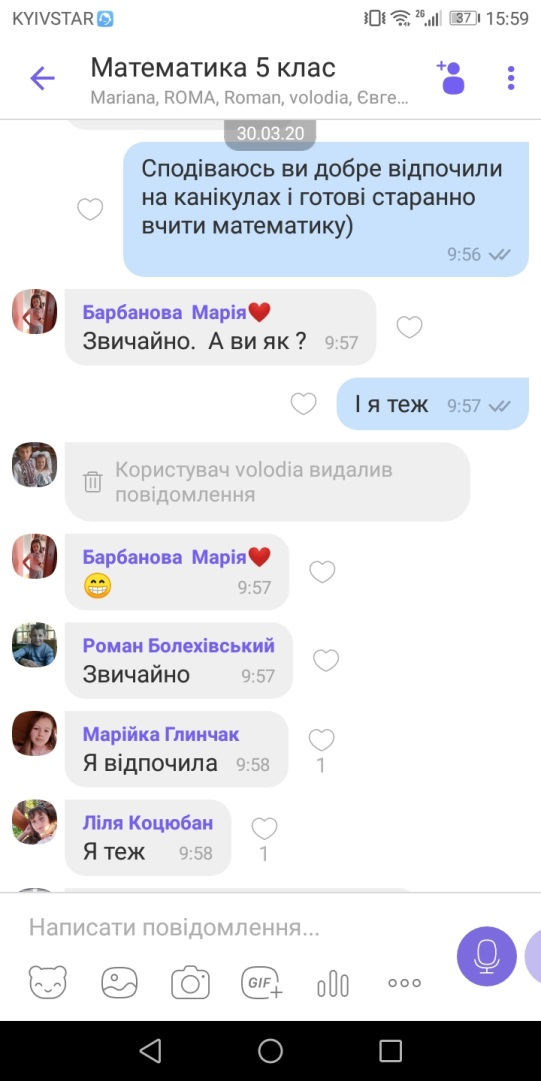 KYIVSTAR
2G
37
15:59
Математика 5 клас
Mariana, ROMA, Roman, volodia, Євге...
30.03.20
Сподіваюсь ви добре відпочили
на канікулах і готові старанно
вчити математику)
9:56
Барбанова Марія❤️
Звичайно. А ви як ?
9:57
І я теж
9:57
Користувач volodia видалив
повідомлення
Барбанова Марія❤️
😁
9:57
Роман Болехівський
Звичайно
9:57
Марійка Глинчак
Я відпочила
9:58
1
Ліля Коцюбан
Я теж
9:58
1
Написати повідомлення...
GIF